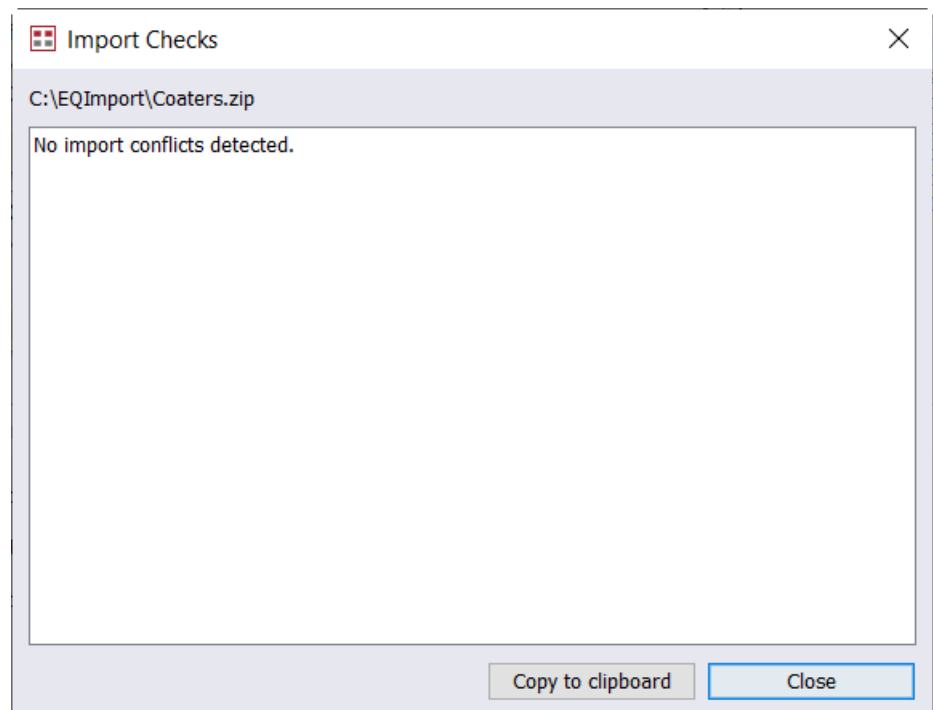 Import Checks
C:\EQImport\Coaters.zip
No import conflicts detected.
Copy to clipboard
Close